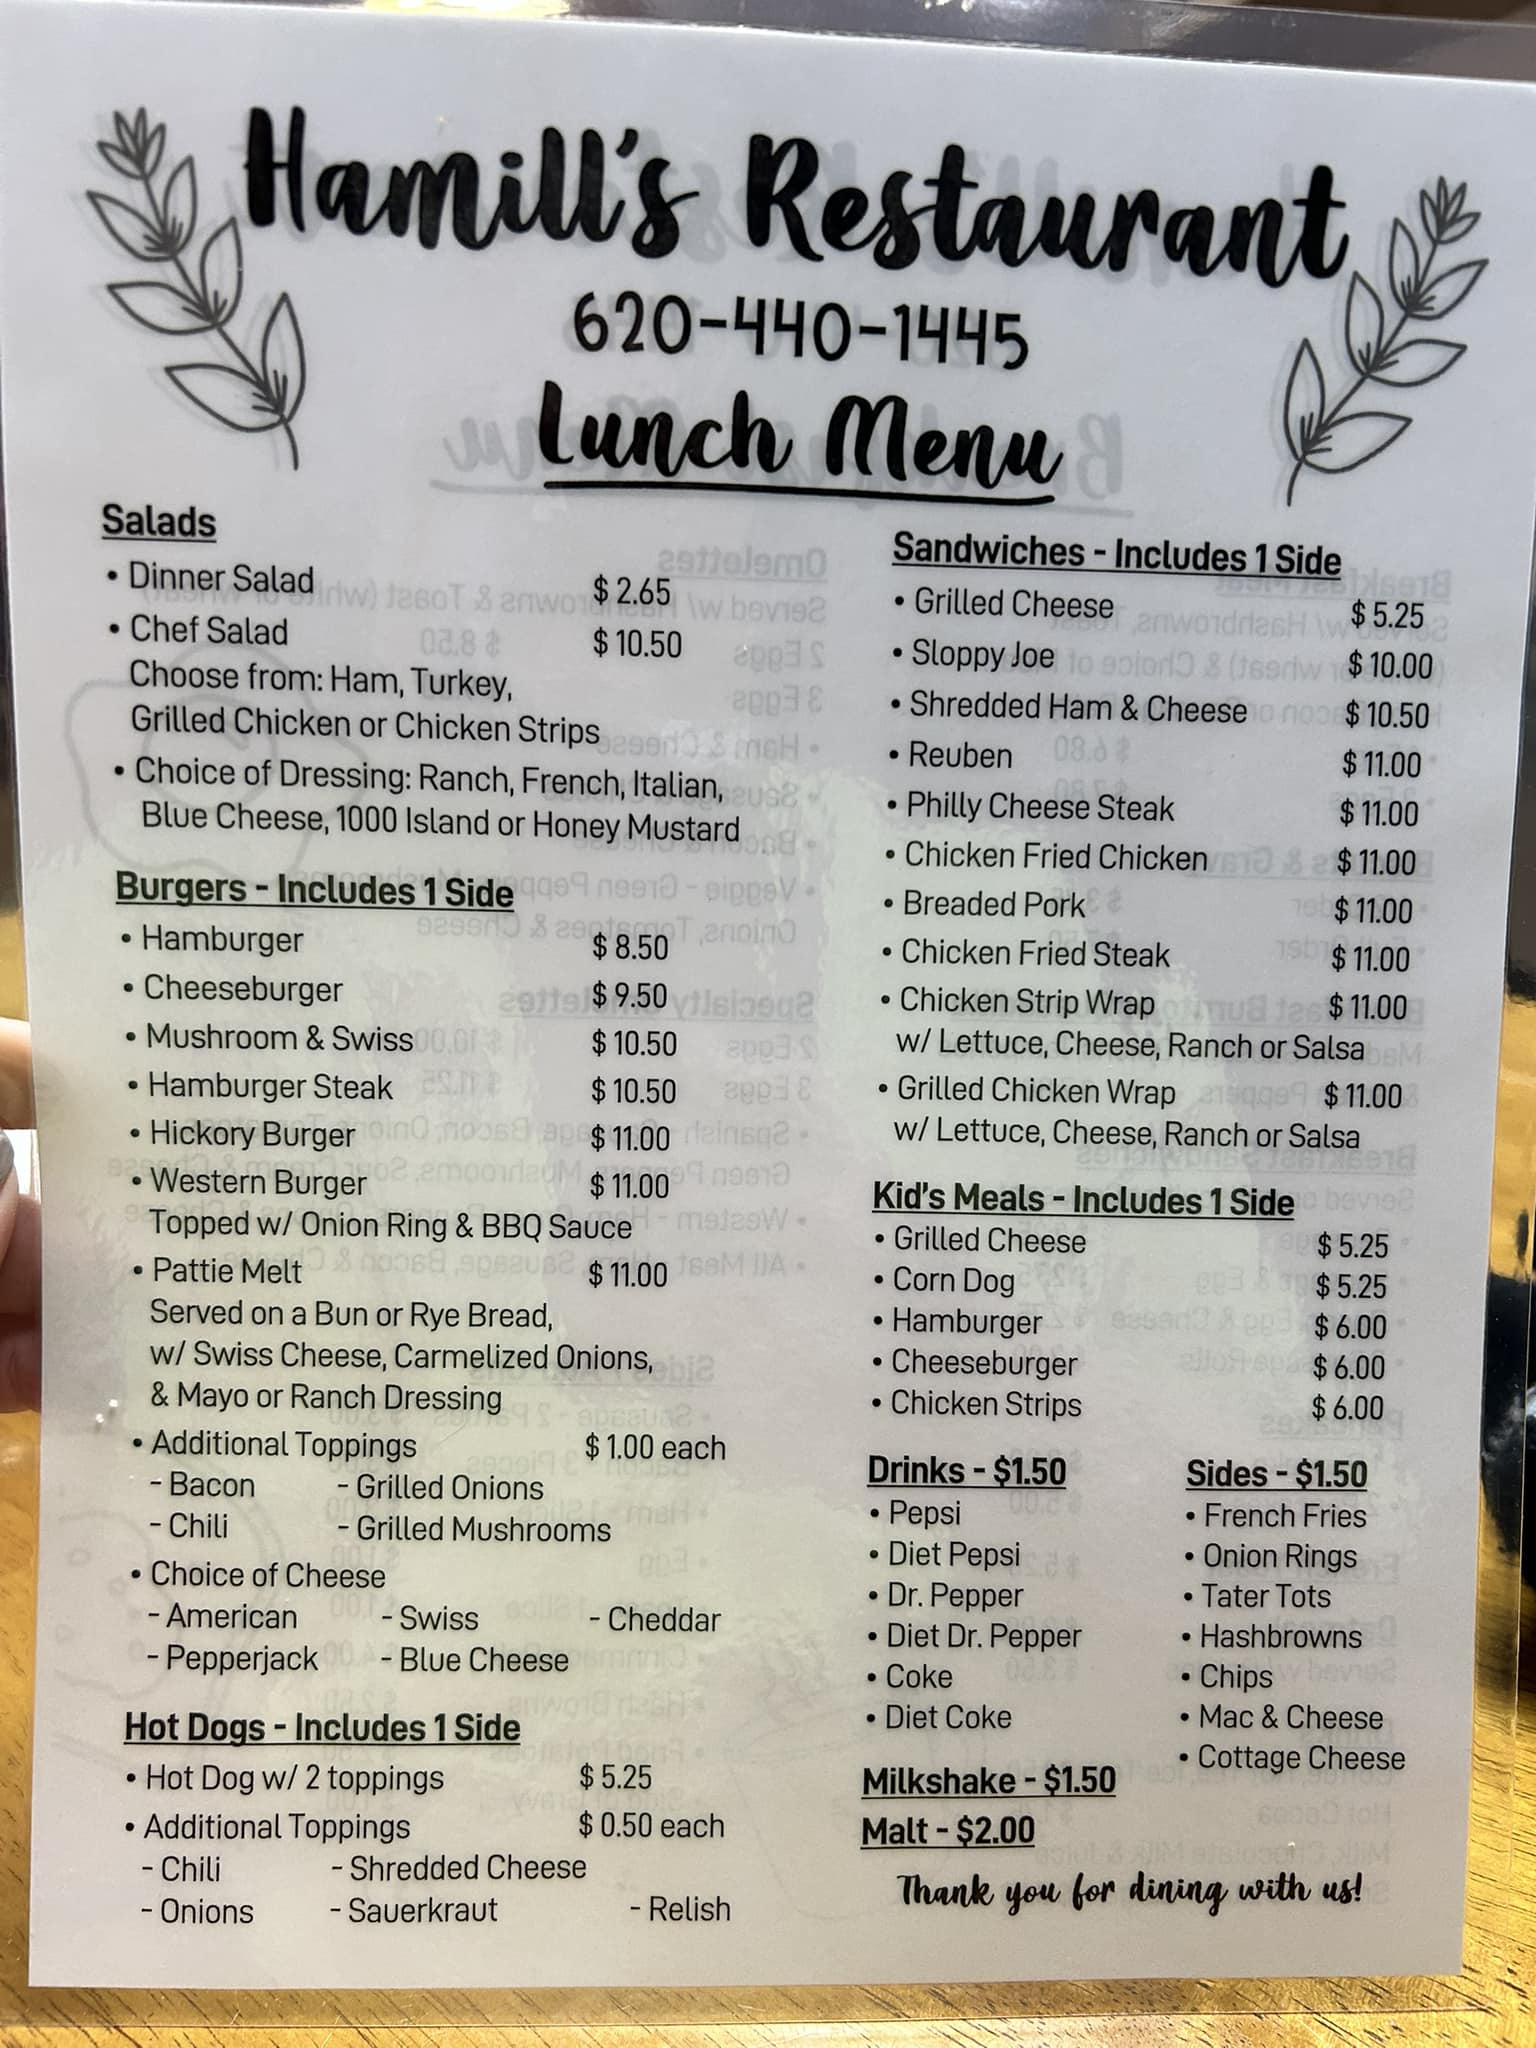 Hamill's Restaurant
620-440-1445
Lunch Menu
Salads
• Dinner Salad $ 2.65
• Chef Salad $ 10.50
Choose from: Ham, Turkey,
Grilled Chicken or Chicken Strips
• Choice of Dressing: Ranch, French, Italian,
Blue Cheese, 1000 Island or Honey Mustard
Burgers - Includes 1 Side
• Hamburger $ 8.50
• Cheeseburger $ 9.50
• Mushroom & Swiss $ 10.50
• Hamburger Steak $ 10.50
• Hickory Burger $ 11.00
• Western Burger $ 11.00
Topped w/ Onion Ring & BBQ Sauce
• Pattie Melt $ 11.00
Served on a Bun or Rye Bread,
w/ Swiss Cheese, Carmelized Onions,
& Mayo or Ranch Dressing
• Additional Toppings $ 1.00 each
- Bacon - Grilled Onions
- Chili - Grilled Mushrooms
• Choice of Cheese
- American - Swiss - Cheddar
- Pepperjack - Blue Cheese
Hot Dogs - Includes 1 Side
• Hot Dog w/ 2 toppings $ 5.25
• Additional Toppings $ 0.50 each
- Chili - Shredded Cheese
- Onions - Sauerkraut - Relish
Sandwiches - Includes 1 Side
• Grilled Cheese $ 5.25
• Sloppy Joe $ 10.00
• Shredded Ham & Cheese $ 10.50
• Reuben $ 11.00
• Philly Cheese Steak $ 11.00
• Chicken Fried Chicken $ 11.00
• Breaded Pork $ 11.00
• Chicken Fried Steak $ 11.00
• Chicken Strip Wrap $ 11.00
w/ Lettuce, Cheese, Ranch or Salsa
• Grilled Chicken Wrap $ 11.00
w/ Lettuce, Cheese, Ranch or Salsa
Kid's Meals - Includes 1 Side
• Grilled Cheese $ 5.25
• Corn Dog $ 5.25
• Hamburger $ 6.00
• Cheeseburger $ 6.00
• Chicken Strips $ 6.00
Drinks - $1.50
• Pepsi
• Diet Pepsi
• Dr. Pepper
• Diet Dr. Pepper
• Coke
• Diet Coke
Milkshake - $1.50
Malt - $2.00
Sides - $1.50
• French Fries
• Onion Rings
• Tater Tots
• Hashbrowns
• Chips
• Mac & Cheese
• Cottage Cheese
Thank you for dining with us!